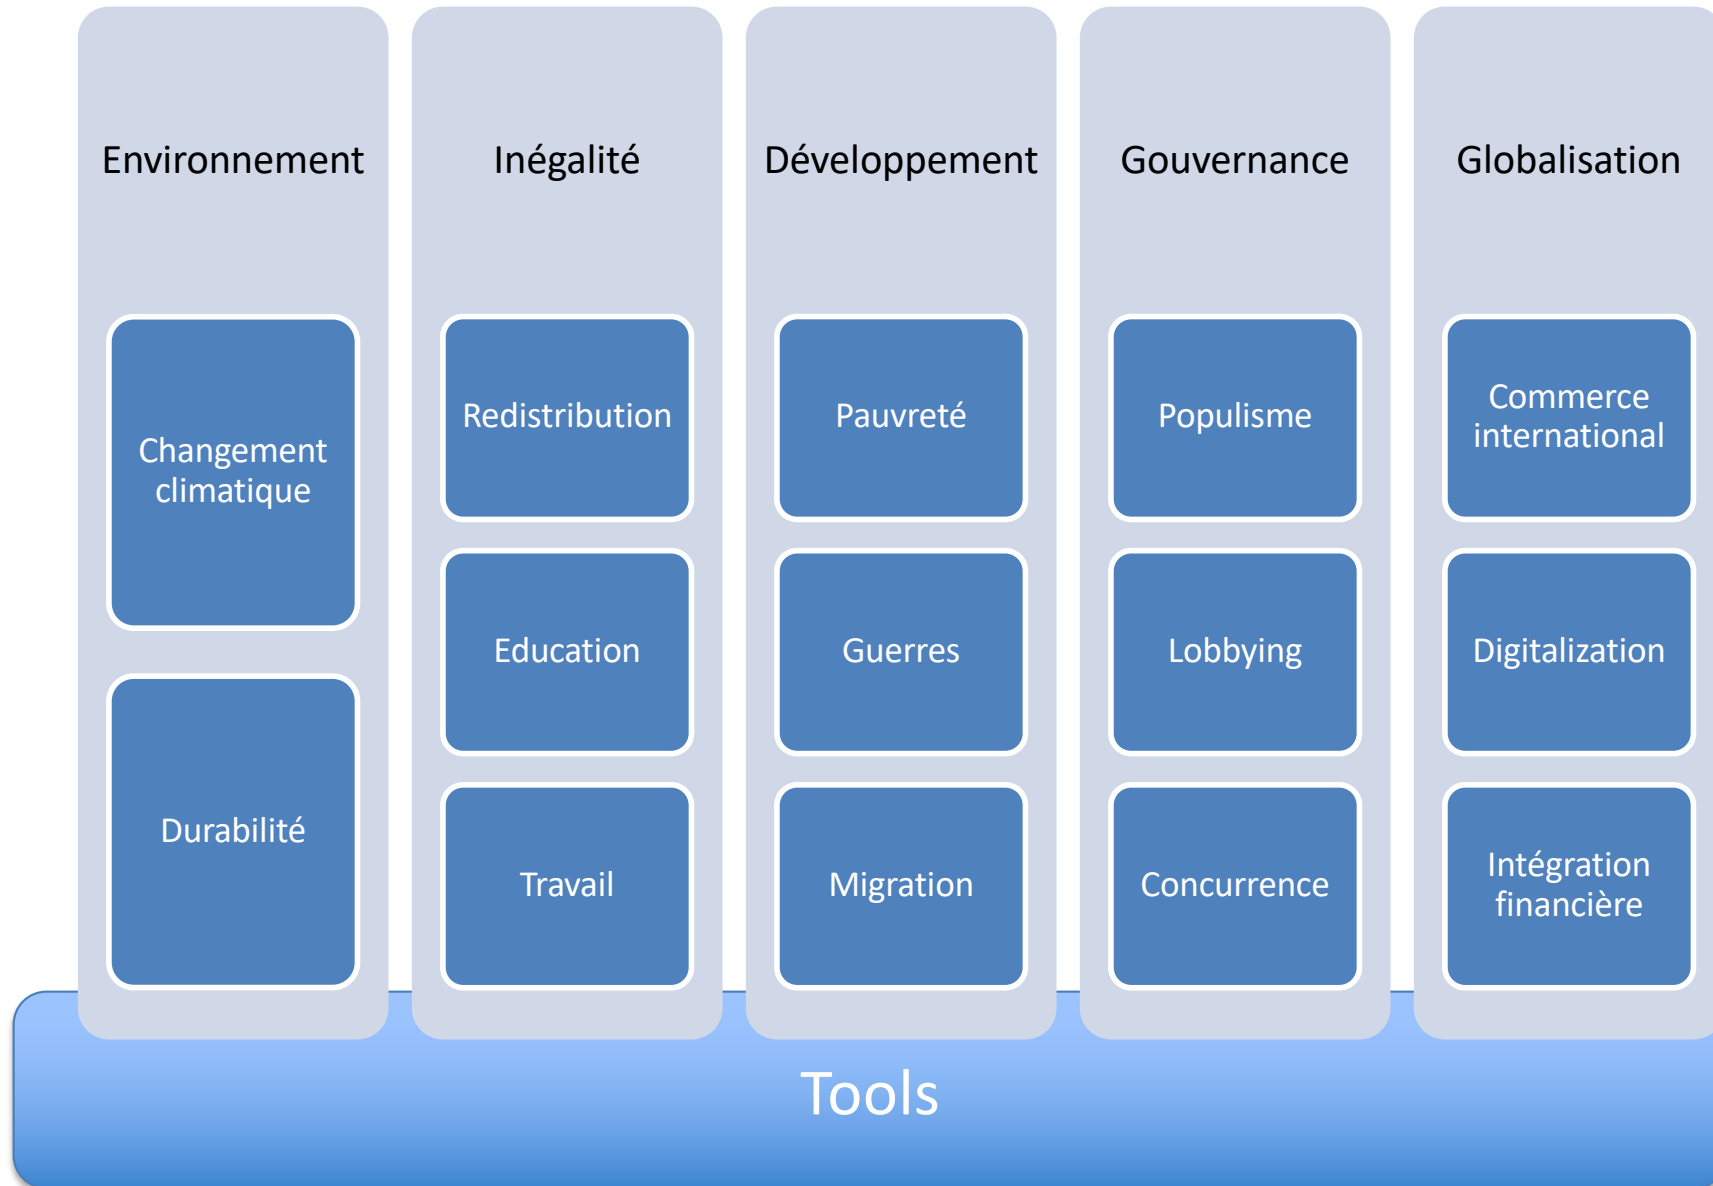 Environnement
Inégalité
Développement
Gouvernance
Globalisation
Changement
climatique
Durabilité
Redistribution
Education
Travail
Pauvreté
Guerres
Migration
Populisme
Lobbying
Concurrence
Commerce
international
Digitalization
Intégration
financière
Tools